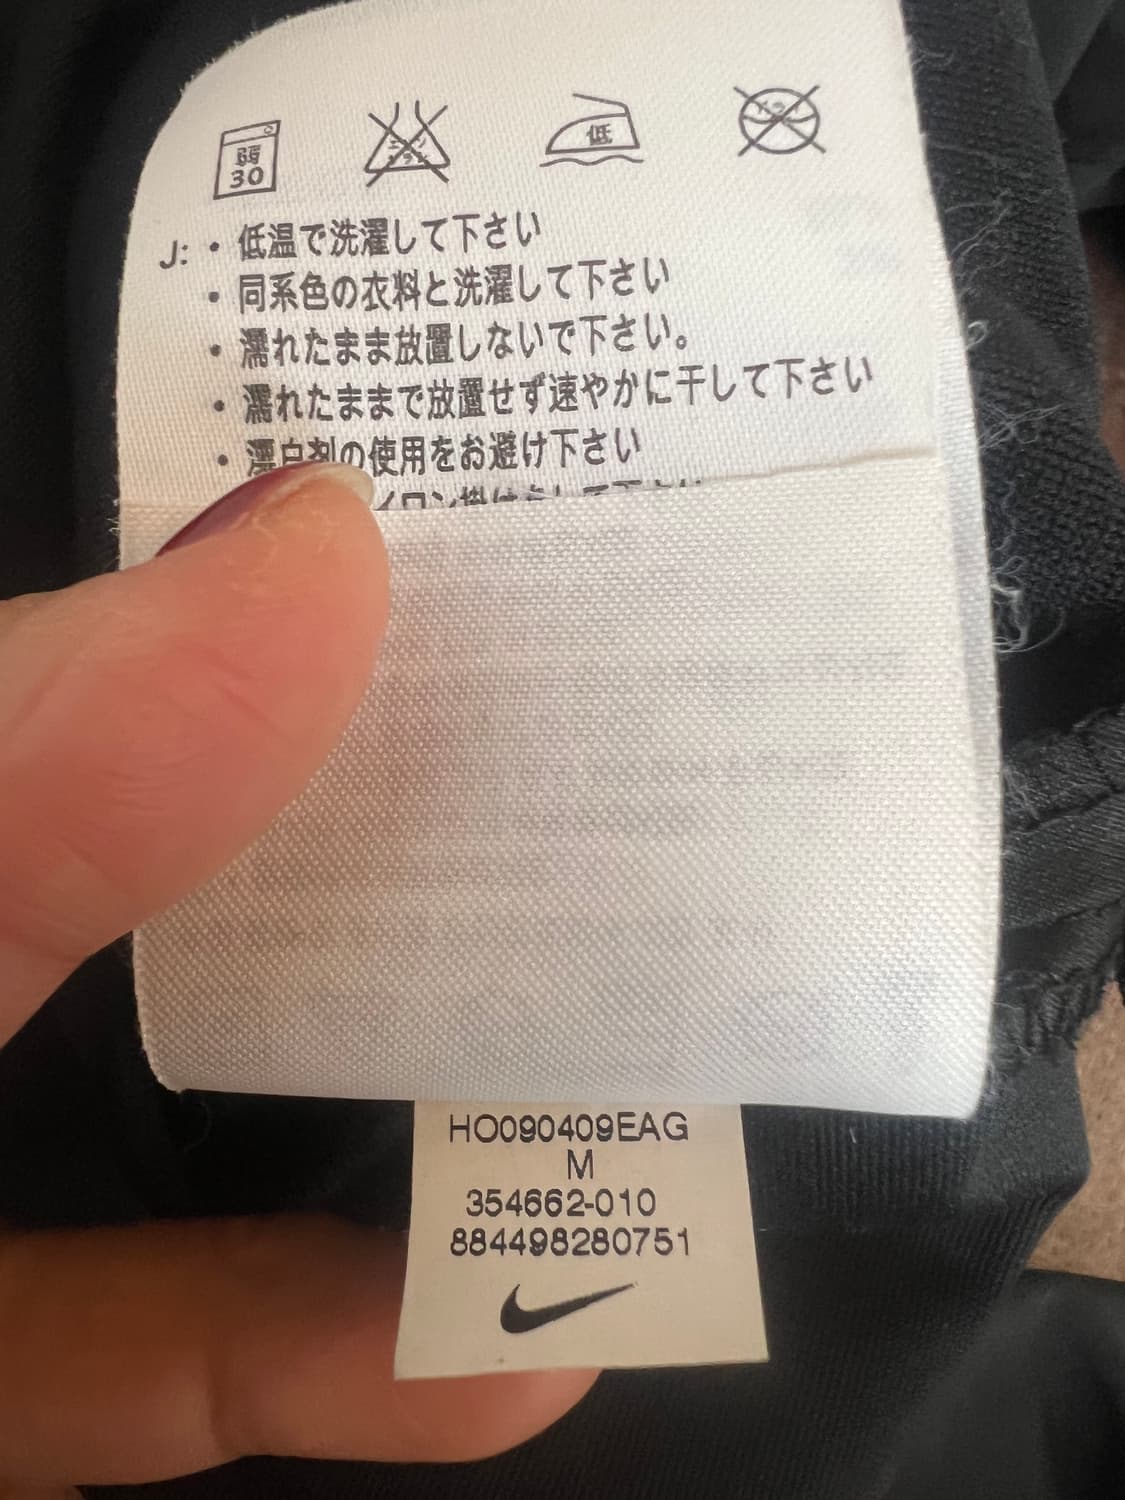 弱
30
低
J: • 低温で洗濯して下さい
• 同系色の衣料と洗濯して下さい
• 濡れたまま放置しないで下さい。
• 濡れたままで放置せず速やかに干して下さい
• 漂白剤の使用をお避け下さい
HO090409EAG
M
354662-010
884498280751